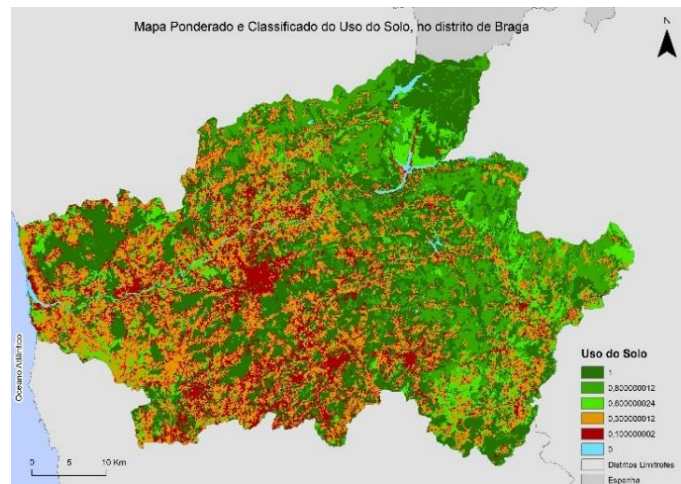 Mapa Ponderado e Classificado do Uso do Solo, no distrito de Braga
Oceano Atlântico
Uso do Solo
1
0,800000012
0,600000024
0,300000012
0,100000002
0
Distritos Limítrofes
Espanha
0 5 10 Km